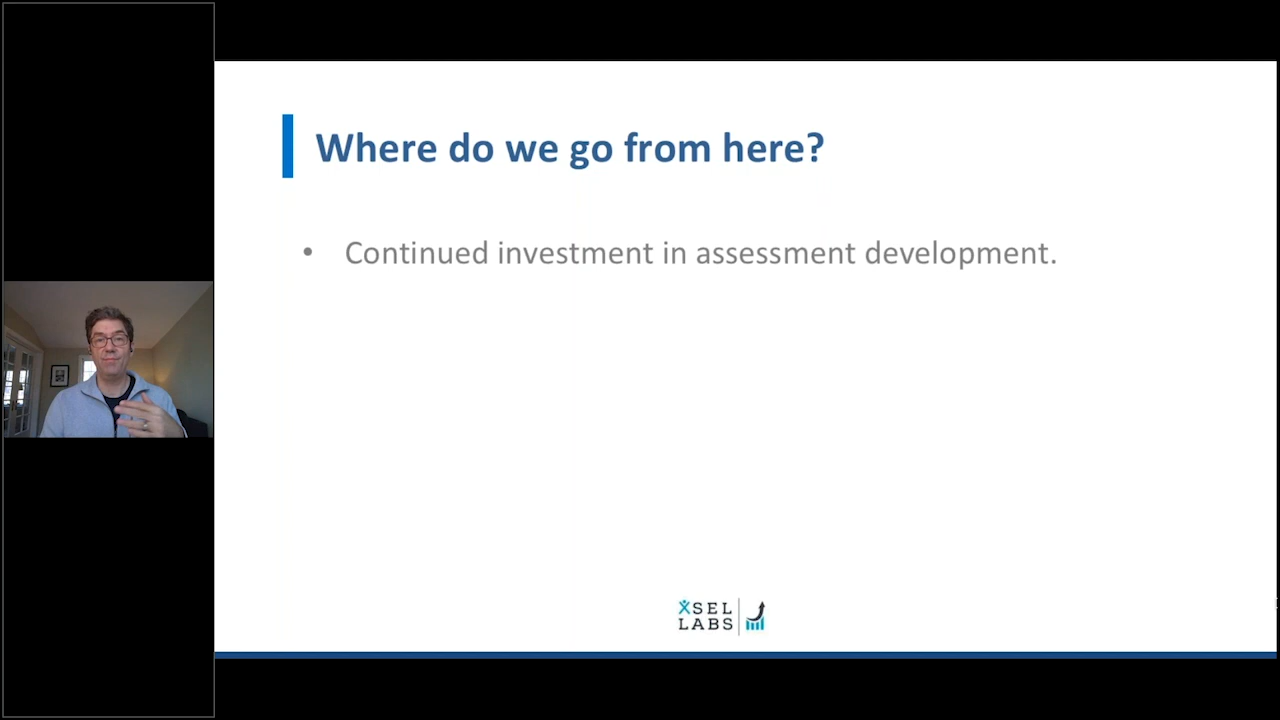 Where do we go from here?
• Continued investment in assessment development.
XSEL
LABS